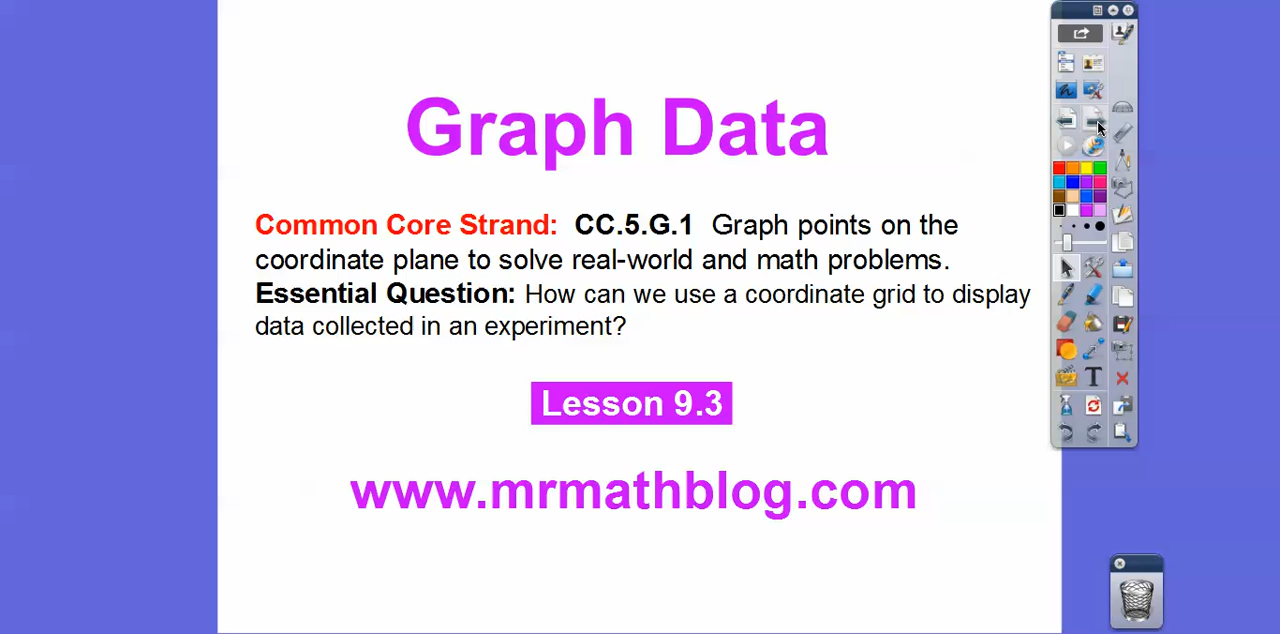 Graph Data
Common Core Strand: CC.5.G.1 Graph points on the
coordinate plane to solve real-world and math problems.
Essential Question: How can we use a coordinate grid to display
data collected in an experiment?
Lesson 9.3
www.mrmathblog.com